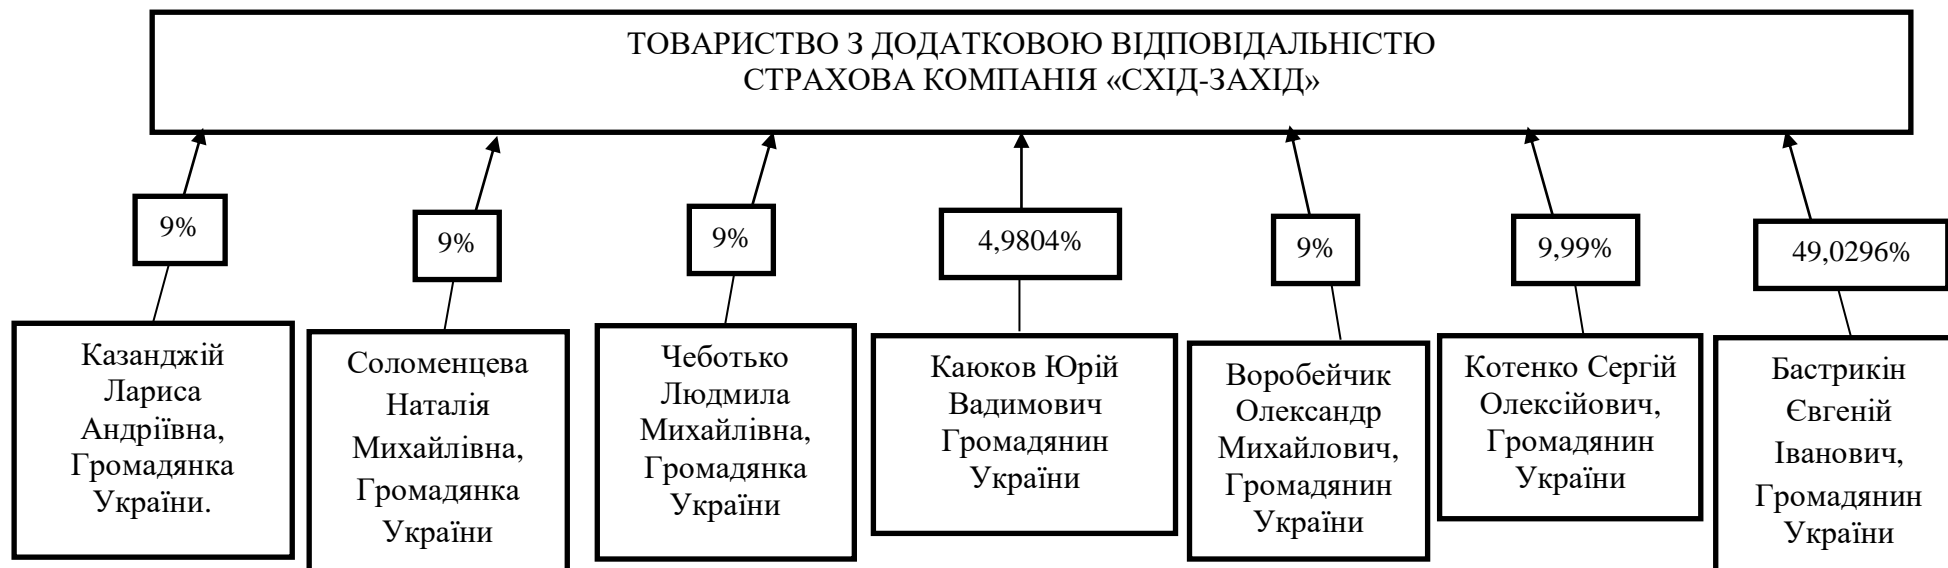 ТОВАРИСТВО З ДОДАТКОВОЮ ВІДПОВІДАЛЬНІСТЮ
СТРАХОВА КОМПАНІЯ «СХІД-ЗАХІД»
9%
9%
9%
4,9804%
9%
9,99%
49,0296%
Казанджій
Лариса
Андріївна,
Громадянка
України.
Соломенцева
Наталія
Михайлівна,
Громадянка
України
Чеботько
Людмила
Михайлівна,
Громадянка
України
Каюков Юрій
Вадимович
Громадянин
України
Воробейчик
Олександр
Михайлович,
Громадянин
України
Котенко Сергій
Олексійович,
Громадянин
України
Бастрикін
Євгеній
Іванович,
Громадянин
України